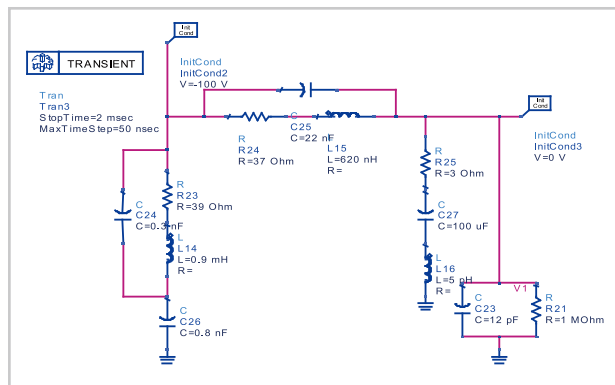 Init
Cond
TRANSIENT
Tran
Tran3
StopTime=2 msec
MaxTimeStep=50 nsec
InitCond
InitCond2
V=-100 V
C
C25
C=22 nF
R
R24
R=37 Ohm
L15
L=620 nH
R=
Init
Cond
InitCond
InitCond3
V=0 V
R
R25
R=3 Ohm
R
R23
R=39 Ohm
C
C24
C=0.3 nF
C
C27
C=100 uF
L
L14
L=0.9 mH
R=
L
L16
L=5 pH
R=
V1
C
C26
C=0.8 nF
C
C23
C=12 pF
R
R21
R=1 MOhm